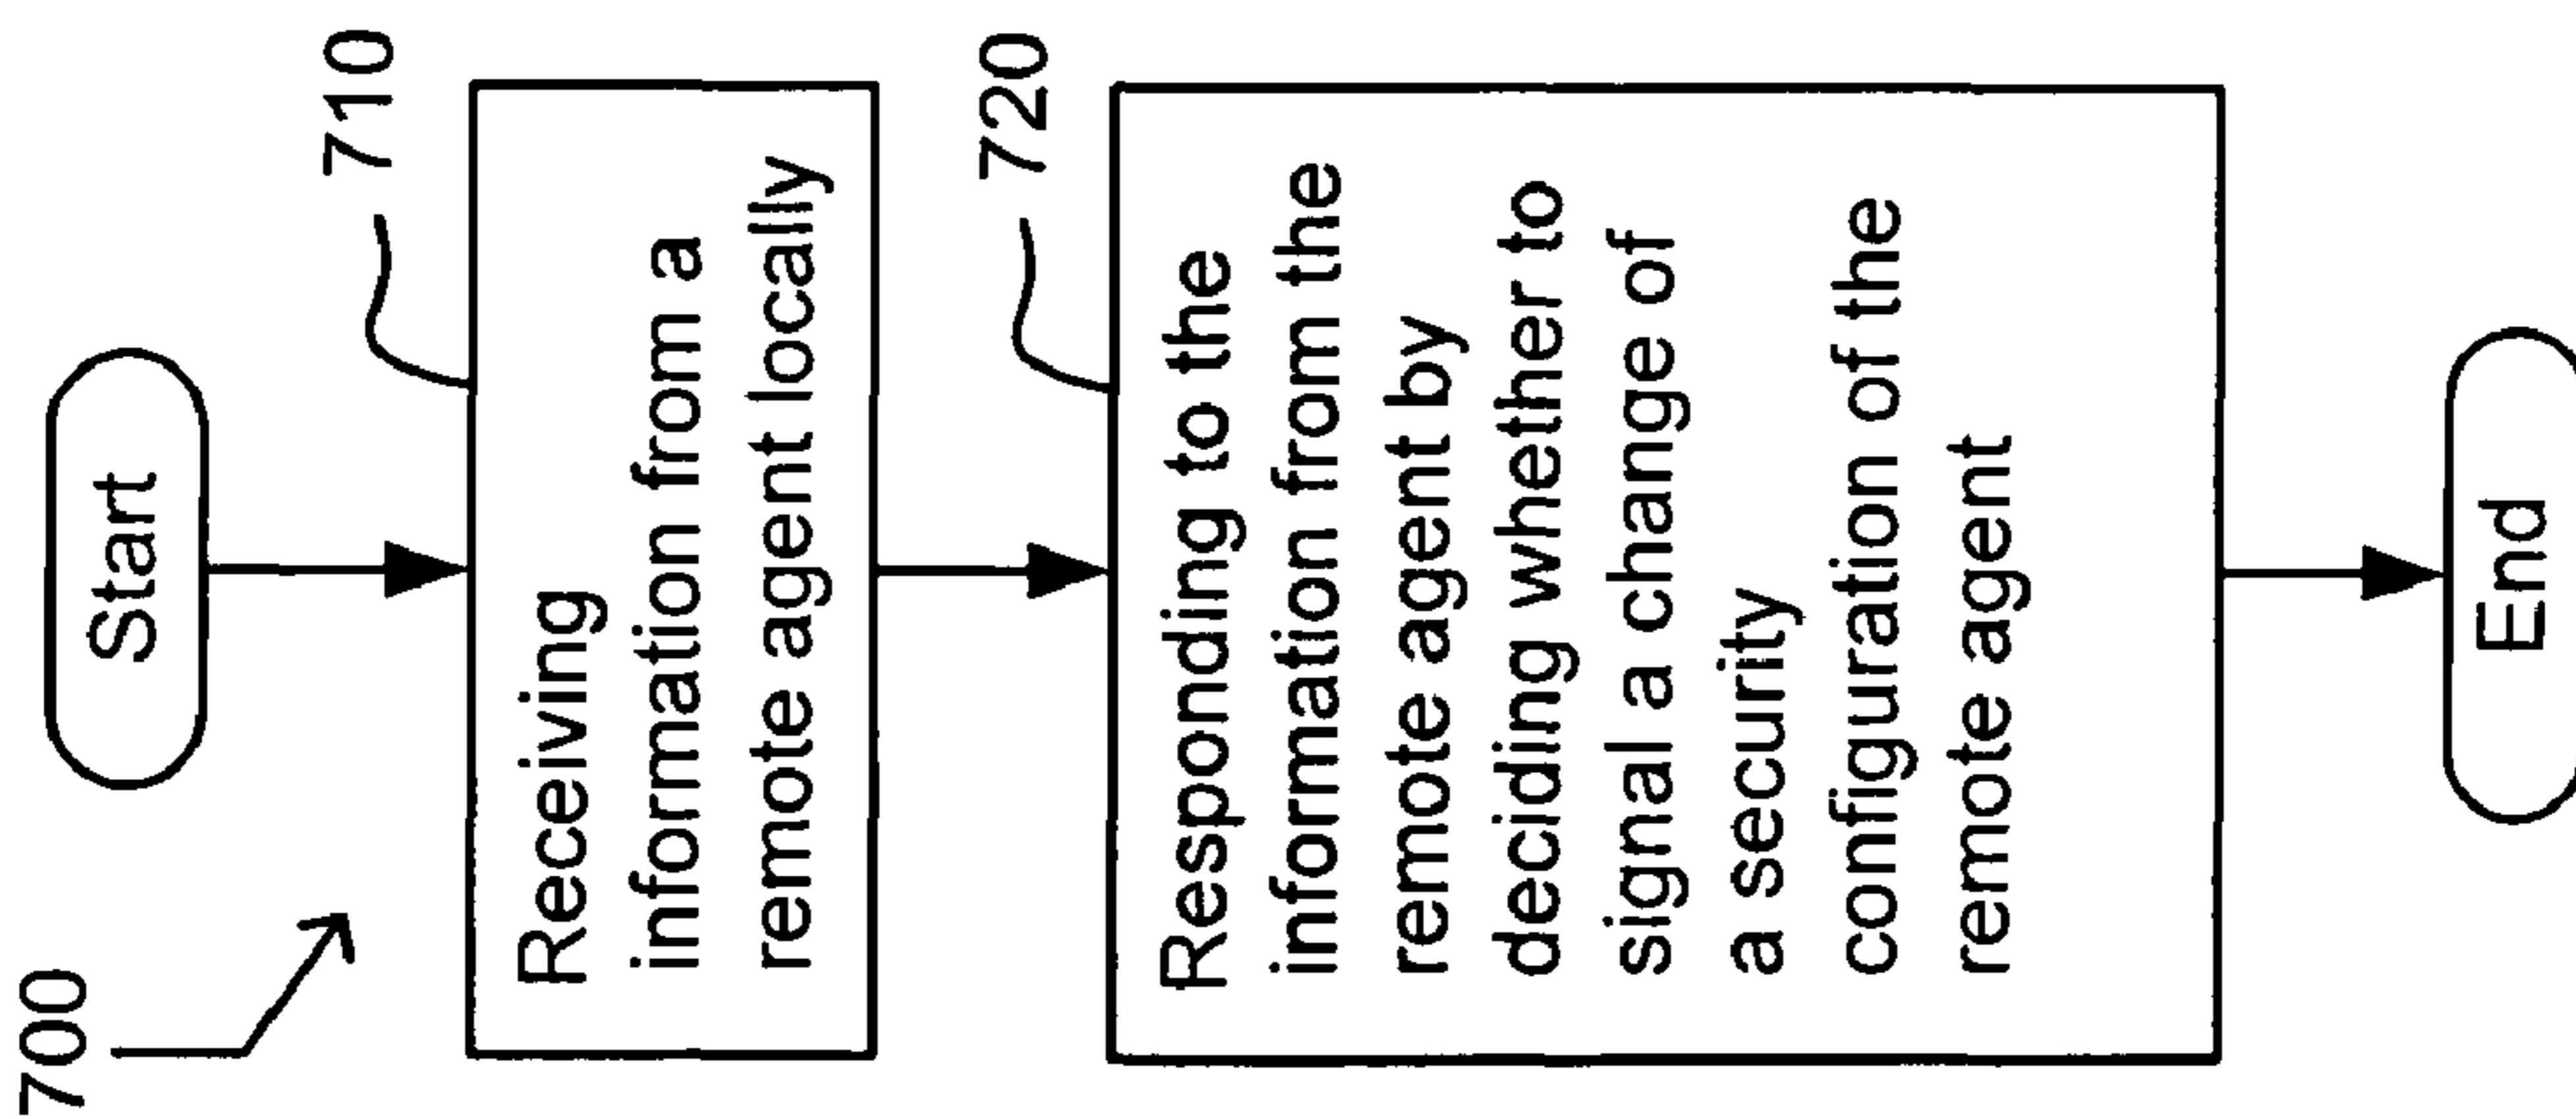 700
Start
710
Receiving
information from a
remote agent locally
720
Responding to the
information from the
remote agent by
deciding whether to
signal a change of
a security
configuration of the
remote agent
End